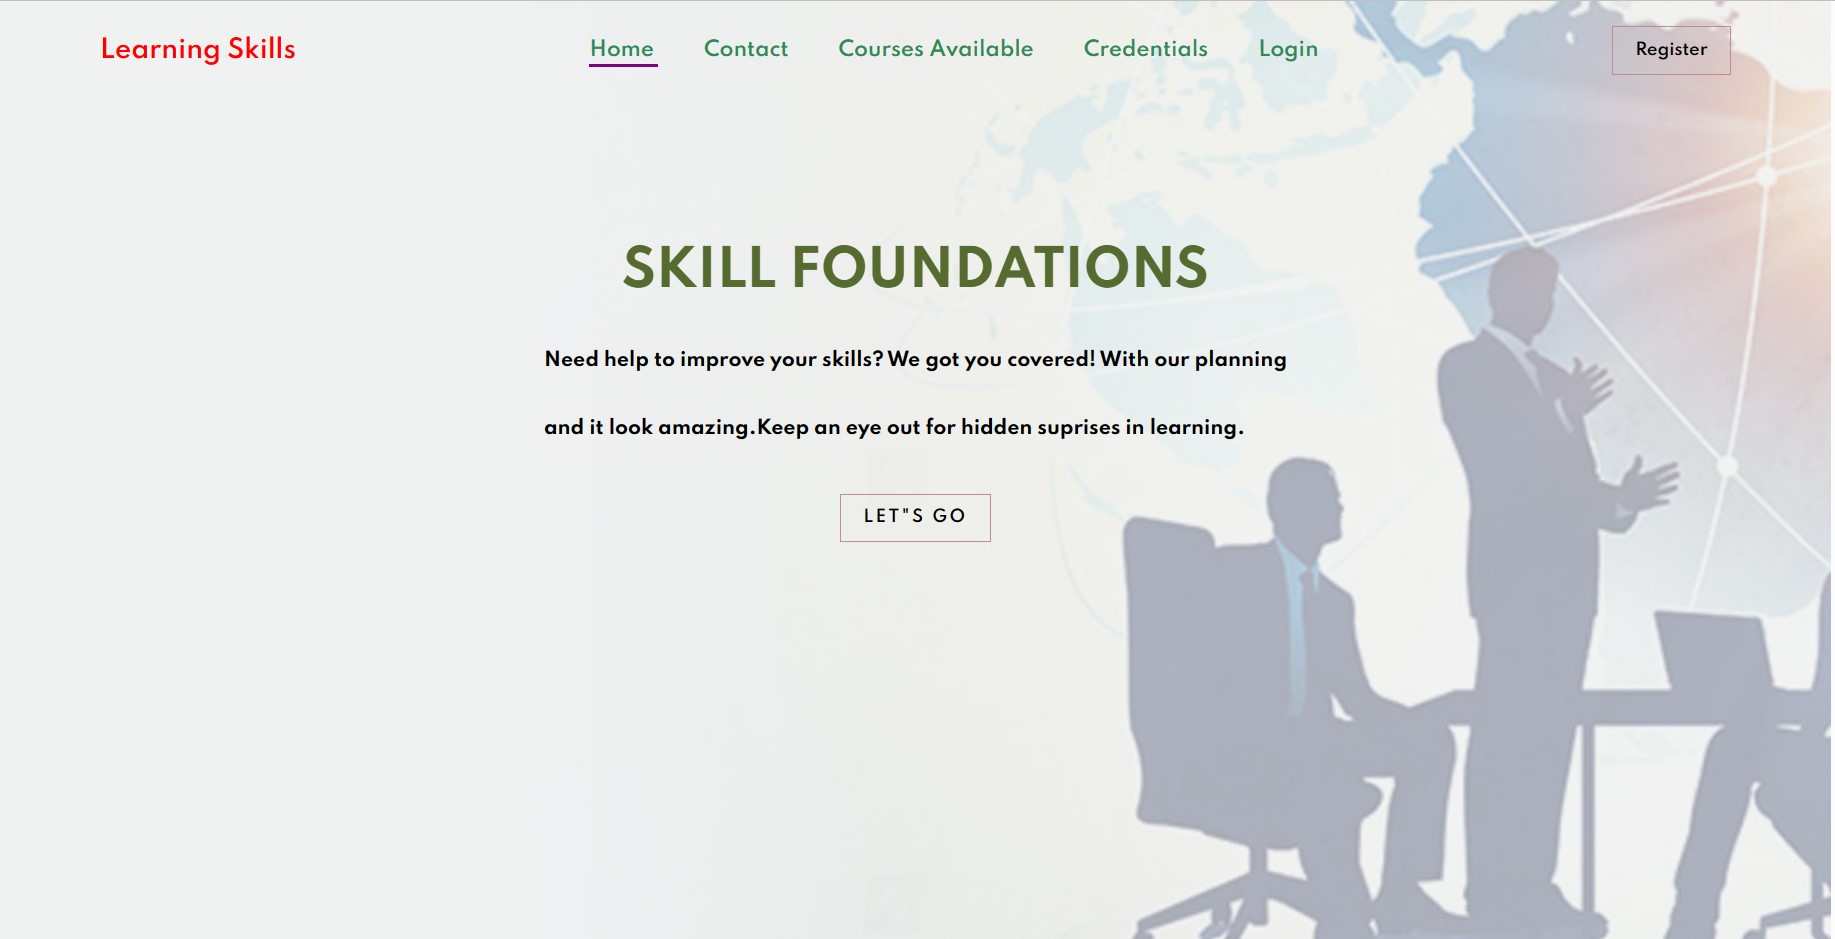 Learning Skills
Home
Contact
Courses Available
Credentials
Login
Register
SKILL FOUNDATIONS
Need help to improve your skills? We got you covered! With our planning
and it look amazing.Keep an eye out for hidden suprises in learning.
LET"S GO